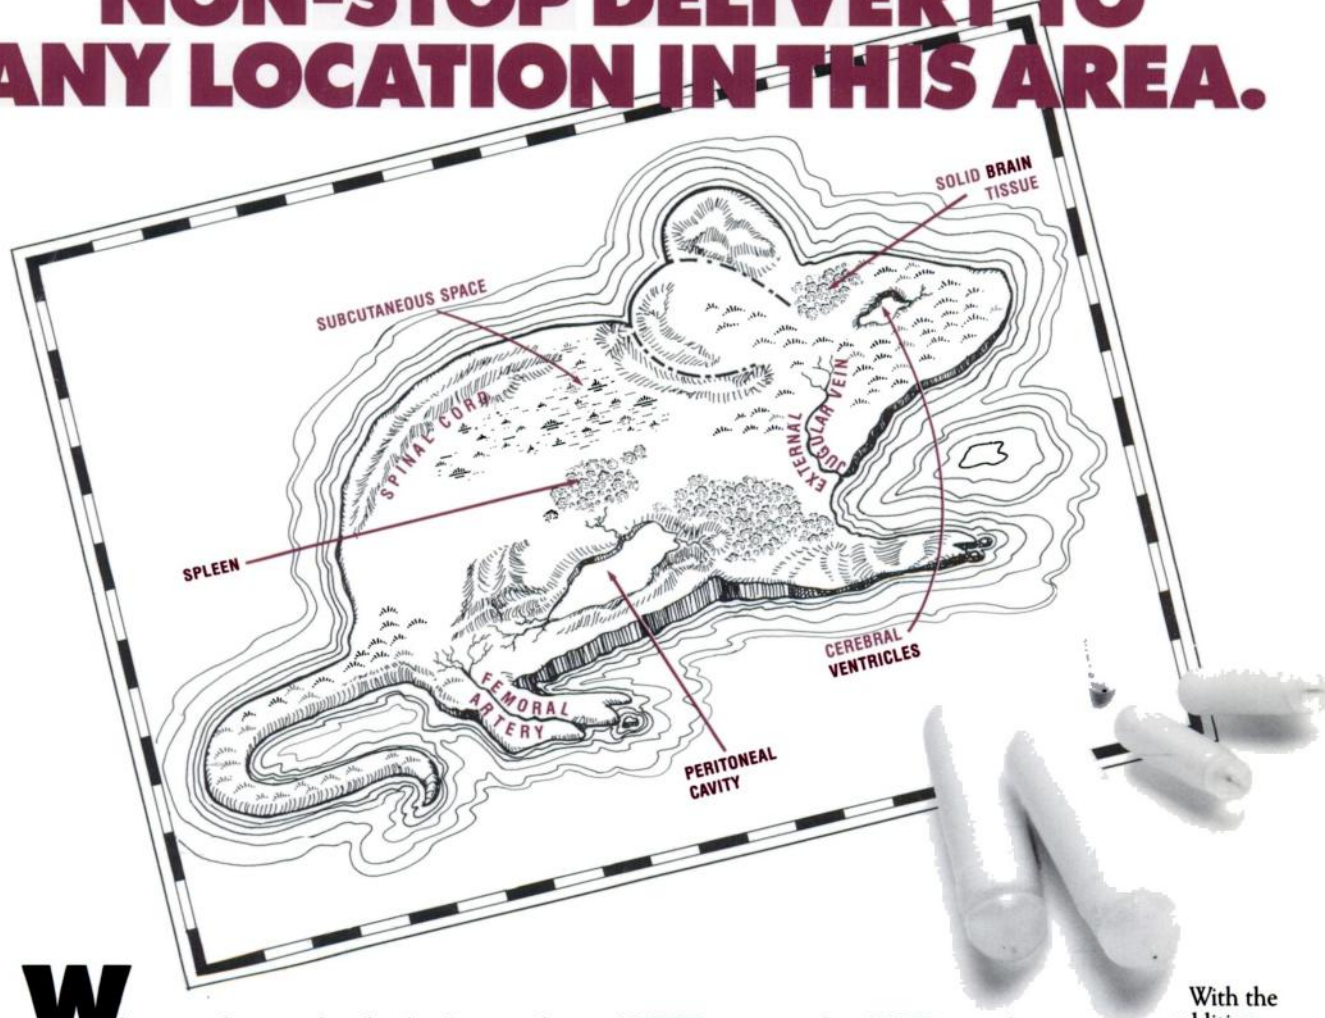 NON-STOP DELIVERY TO
ANY LOCATION IN THIS AREA.
SOLID BRAIN
TISSUE
SUBCUTANEOUS SPACE
SPINAL CORD
EXTERNAL
JUGULAR VEIN
SPLEEN
CEREBRAL
VENTRICLES
FEMORAL
ARTERY
PERITONEAL
CAVITY
W
With the